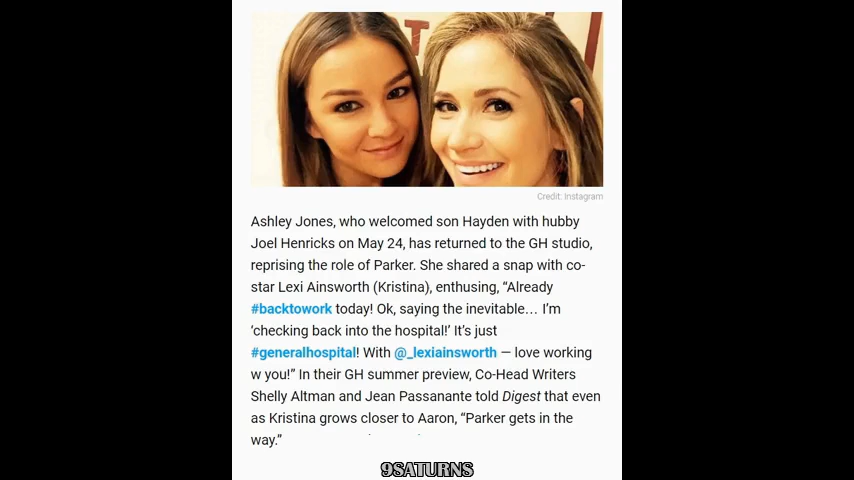 Credit: Instagram
Ashley Jones, who welcomed son Hayden with hubby
Joel Henricks on May 24, has returned to the GH studio,
reprising the role of Parker. She shared a snap with co-
star Lexi Ainsworth (Kristina), enthusing, “Already
#backtowork today! Ok, saying the inevitable… I’m
‘checking back into the hospital!’ It’s just
#generalhospital! With @_lexiainsworth — love working
w you!” In their GH summer preview, Co-Head Writers
Shelly Altman and Jean Passanante told Digest that even
as Kristina grows closer to Aaron, “Parker gets in the
way.”
9SATURNS